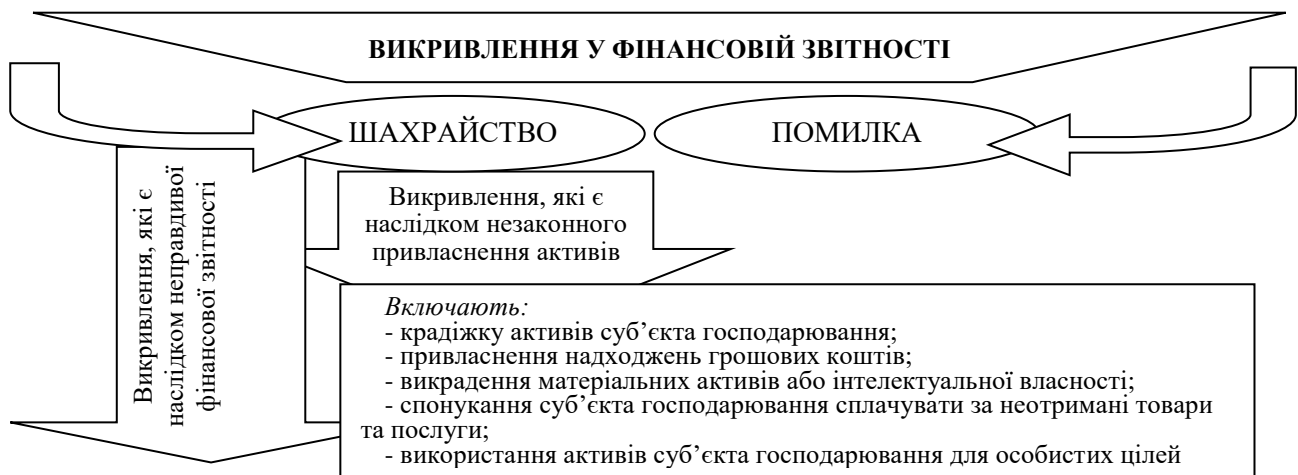 ВИКРИВЛЕННЯ У ФІНАНСОВІЙ ЗВІТНОСТІ
ШАХРАЙСТВО
ПОМИЛКА
Викривлення, які є
наслідком неправдивої
фінансової звітності
Викривлення, які є
наслідком незаконного
привласнення активів
Включають:
- крадіжку активів суб’єкта господарювання;
- привласнення надходжень грошових коштів;
- викрадення матеріальних активів або інтелектуальної власності;
- спонукання суб’єкта господарювання сплачувати за неотримані товари
та послуги;
- використання активів суб’єкта господарювання для особистих цілей